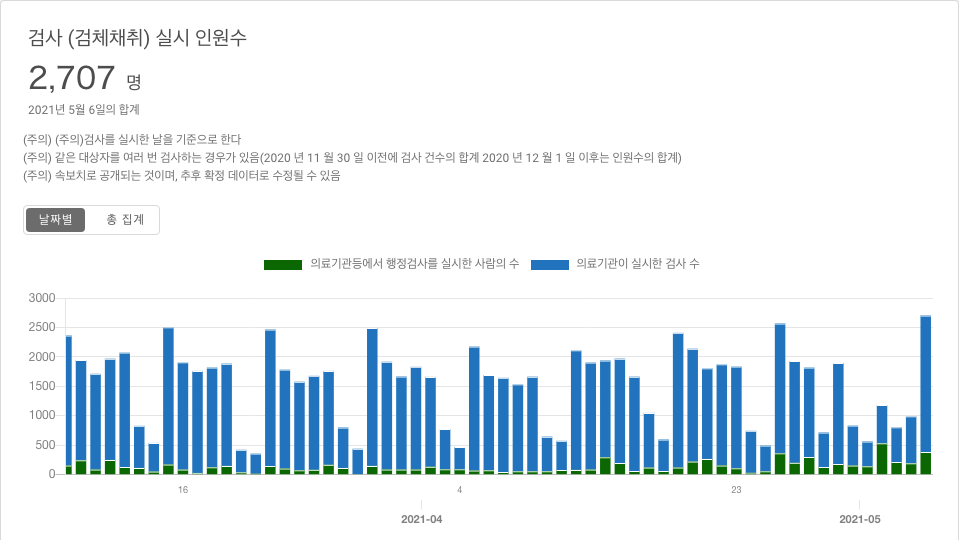 검사 (검체채취) 실시 인원수
2,707 명
2021년 5월 6일의 합계
(주의) (주의)검사를 실시한 날을 기준으로 한다
(주의) 같은 대상자를 여러 번 검사하는 경우가 있음(2020 년 11 월 30 일 이전에 검사 건수의 합계 2020 년 12 월 1 일 이후는 인원수의 합계)
(주의) 속보치로 공개되는 것이며, 추후 확정 데이터로 수정될 수 있음
날짜별 총 집계
의료기관등에서 행정검사를 실시한 사람의 수 의료기관이 실시한 검사 수
3000
2500
2000
1500
1000
500
0
16 4 23
2021-04 2021-05